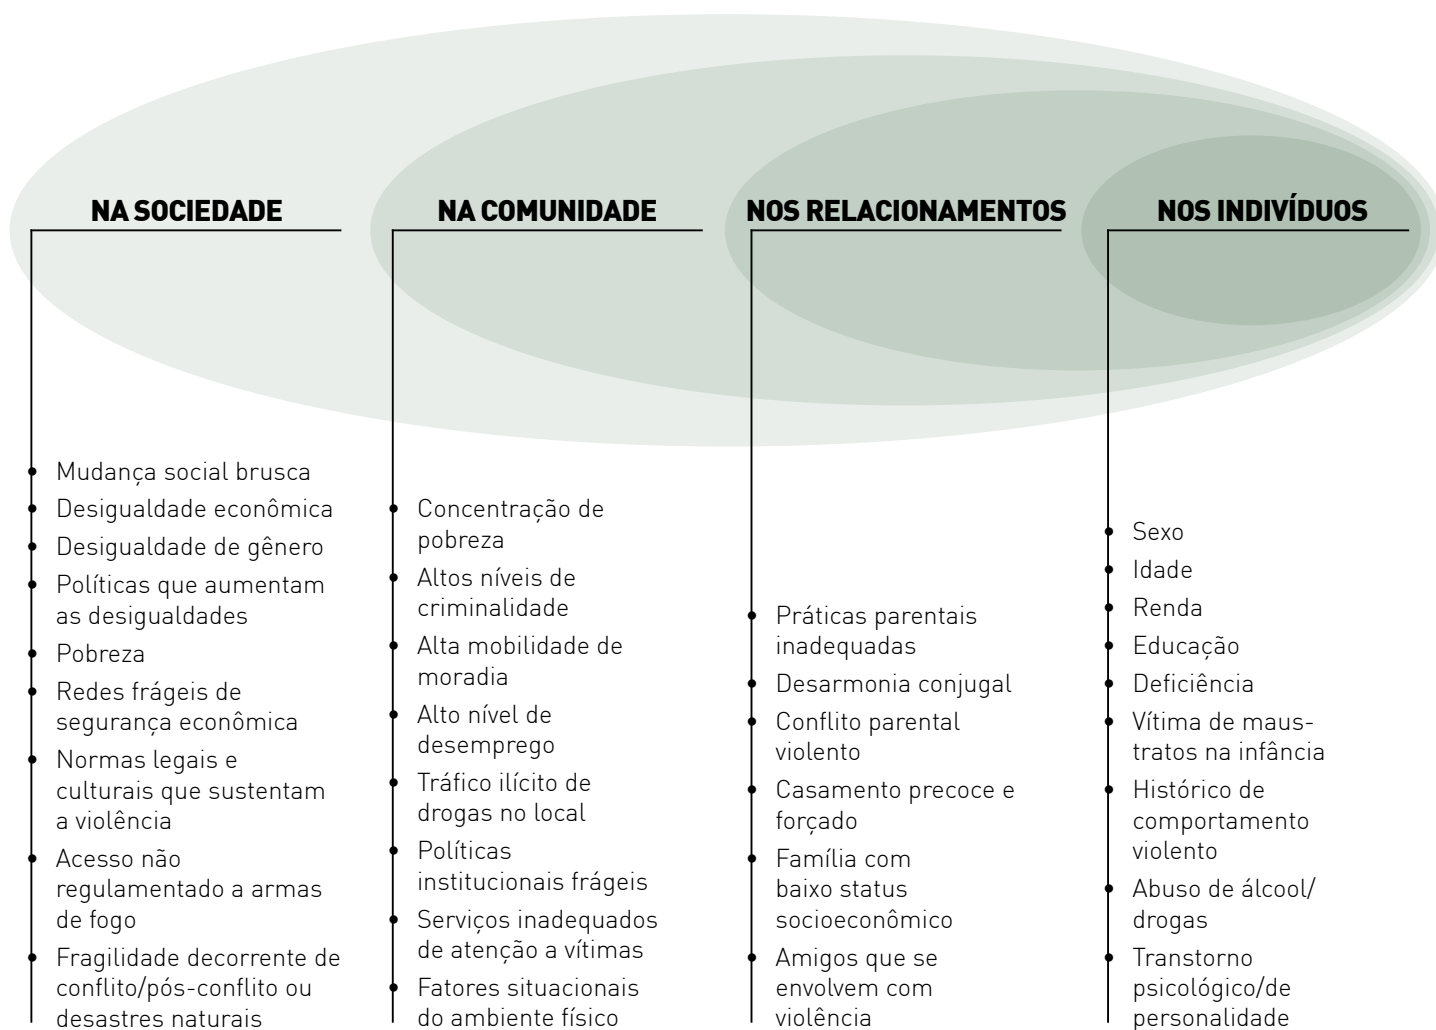 NA SOCIEDADE
Mudança social brusca
Desigualdade econômica
Desigualdade de gênero
Políticas que aumentam
as desigualdades
Pobreza
Redes frágeis de
segurança econômica
Normas legais e
culturais que sustentam
a violência
Acesso não
regulamentado a armas
de fogo
Fragilidade decorrente de
conflito/pós-conflito ou
desastres naturais
NA COMUNIDADE
Concentração de
pobreza
Altos níveis de
criminalidade
Alta mobilidade de
moradia
Alto nível de
desemprego
Tráfico ilícito de
drogas no local
Políticas
institucionais frágeis
Serviços inadequados
de atenção a vítimas
Fatores situacionais
do ambiente físico
NOS RELACIONAMENTOS
Práticas parentais
inadequadas
Desarmonia conjugal
Conflito parental
violento
Casamento precoce e
forçado
Família com
baixo status
socioeconômico
Amigos que se
envolvem com
violência
NOS INDIVÍDUOS
Sexo
Idade
Renda
Educação
Deficiência
Vítima de maus-
tratos na infância
Histórico de
comportamento
violento
Abuso de álcool/
drogas
Transtorno
psicológico/de
personalidade